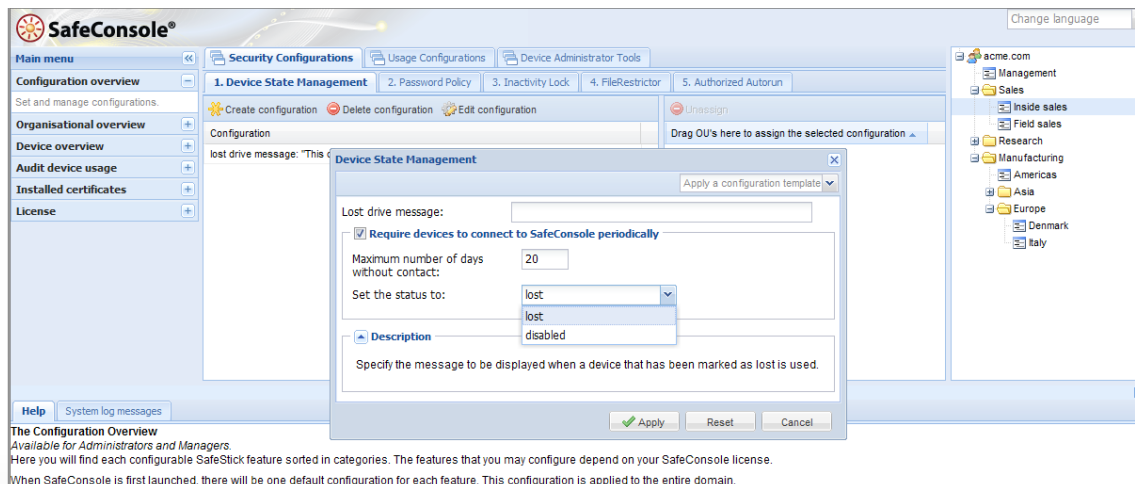 SafeConsole®
Change language
Main menu
Configuration overview
Set and manage configurations.
Organisational overview
Device overview
Audit device usage
Installed certificates
License
Security Configurations
Usage Configurations
Device Administrator Tools
1. Device State Management
2. Password Policy
3. Inactivity Lock
4. FileRestrictor
5. Authorized Autorun
Create configuration
Delete configuration
Edit configuration
Unassign
Configuration
Drag OU's here to assign the selected configuration
lost drive message: "This
Device State Management
Apply a configuration template
Lost drive message:
Require devices to connect to SafeConsole periodically
Maximum number of days
without contact:
20
Set the status to:
lost
lost
disabled
Description
Specify the message to be displayed when a device that has been marked as lost is used.
Apply
Reset
Cancel
acme.com
Management
Sales
Inside sales
Field sales
Research
Manufacturing
Americas
Asia
Europe
Denmark
Italy
Help
System log messages
The Configuration Overview
Available for Administrators and Managers.
Here you will find each configurable SafeStick feature sorted in categories. The features that you may configure depend on your SafeConsole license.
When SafeConsole is first launched, there will be one default configuration for each feature. This configuration is applied to the entire domain.